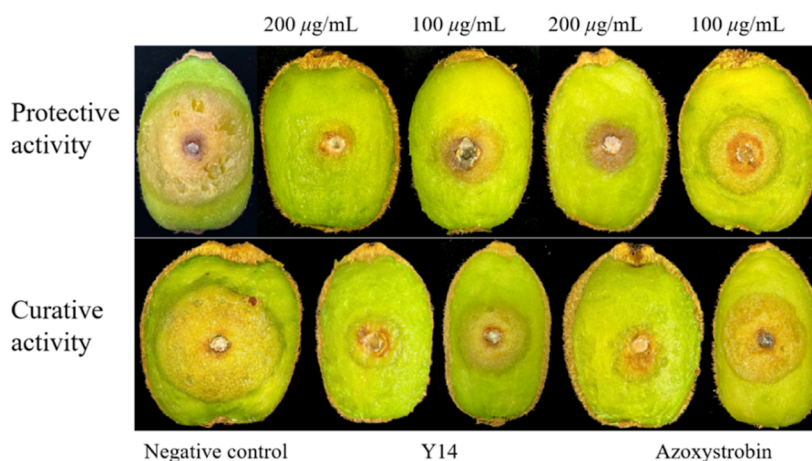 200 μg/mL 100 μg/mL 200 μg/mL 100 μg/mL
Protective
activity
Curative
activity
Negative control Y14 Azoxystrobin